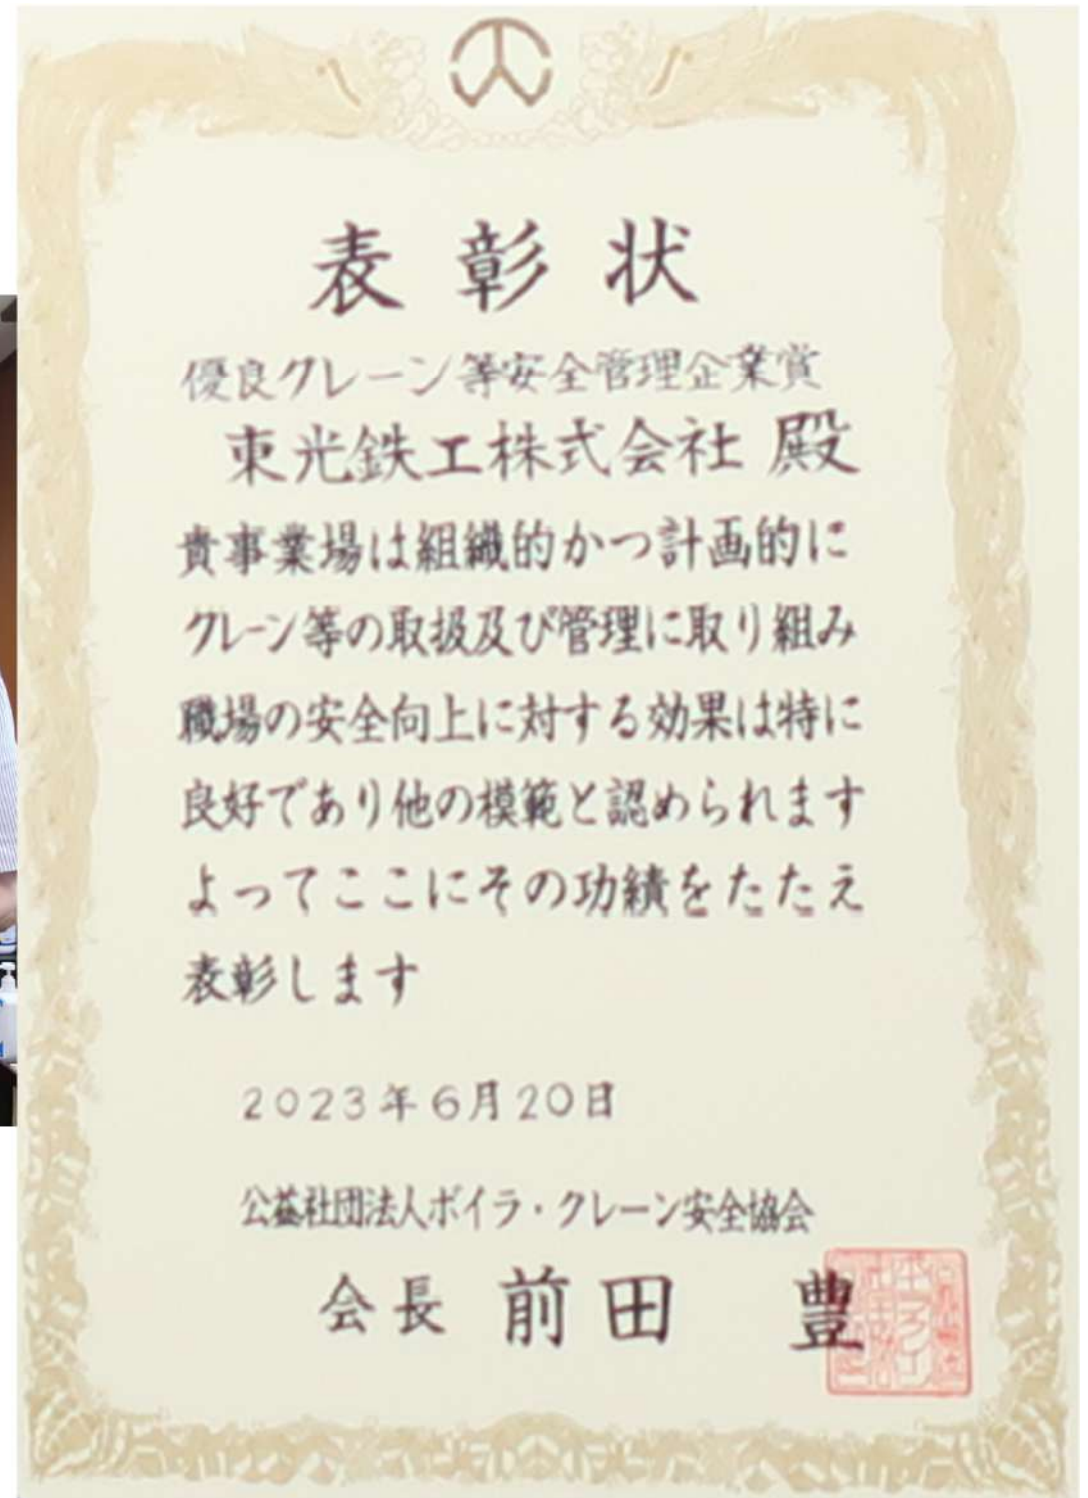 表彰状
優良クレーン等安全管理企業賞
東光鉄工株式会社 殿
貴事業場は組織的かつ計画的に
クレーン等の取扱及び管理に取り組み
職場の安全向上に対する効果は特に
良好であり他の模範と認められます
よってここにその功績をたたえ
表彰します
2023年6月20日
公益社団法人ボイラ・クレーン安全協会
会長 前田 豊